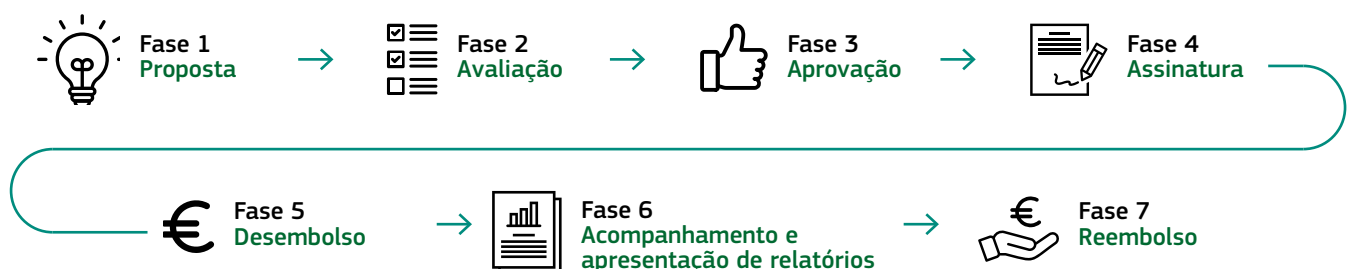 Fase 1
Proposta
Fase 2
Avaliação
Fase 3
Aprovação
Fase 4
Assinatura
Fase 5
Desembolso
Fase 6
Acompanhamento e
apresentação de relatórios
Fase 7
Reembolso